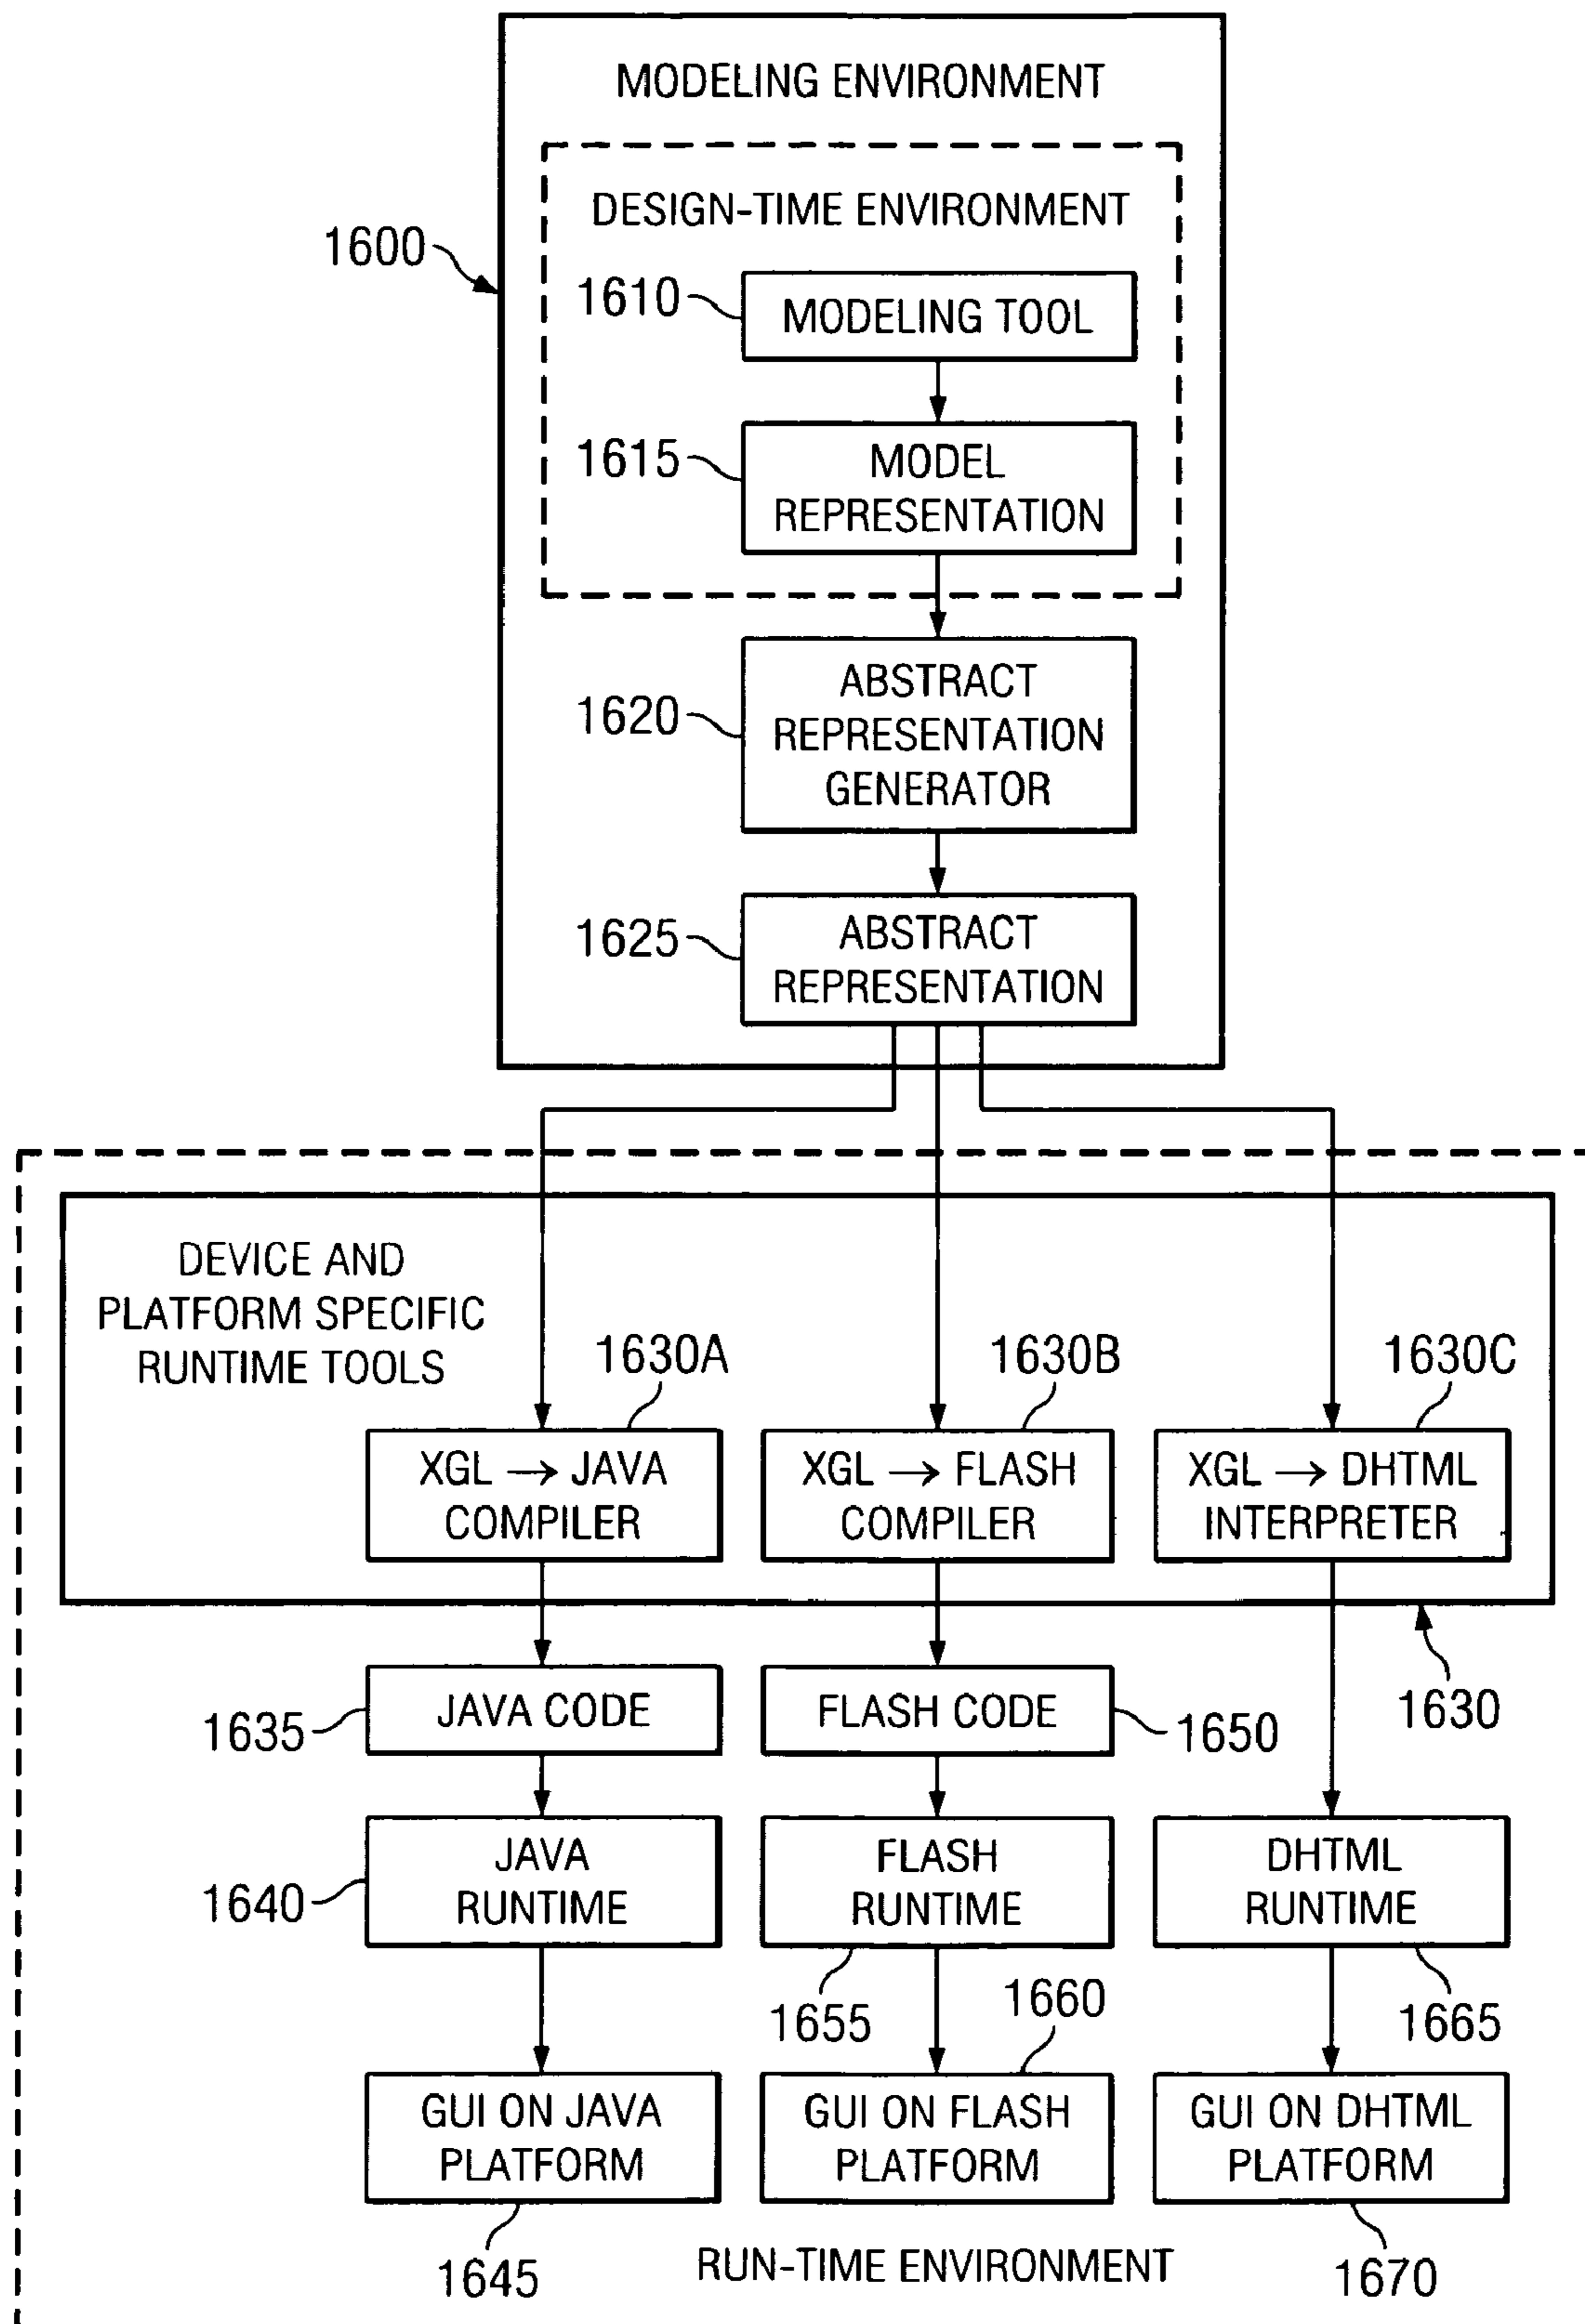 MODELING ENVIRONMENT
DESIGN-TIME ENVIRONMENT
1600
1610
MODELING TOOL
1615
MODEL
REPRESENTATION
1620
ABSTRACT
REPRESENTATION
GENERATOR
1625
ABSTRACT
REPRESENTATION
DEVICE AND
PLATFORM SPECIFIC
RUNTIME TOOLS
1630A
1630B
1630C
XGL → JAVA
COMPILER
XGL → FLASH
COMPILER
XGL → DHTML
INTERPRETER
1630
1635
JAVA CODE
FLASH CODE
1650
1640
JAVA
RUNTIME
FLASH
RUNTIME
DHTML
RUNTIME
1655
1660
1665
GUI ON JAVA
PLATFORM
GUI ON FLASH
PLATFORM
GUI ON DHTML
PLATFORM
1645
RUN-TIME ENVIRONMENT
1670